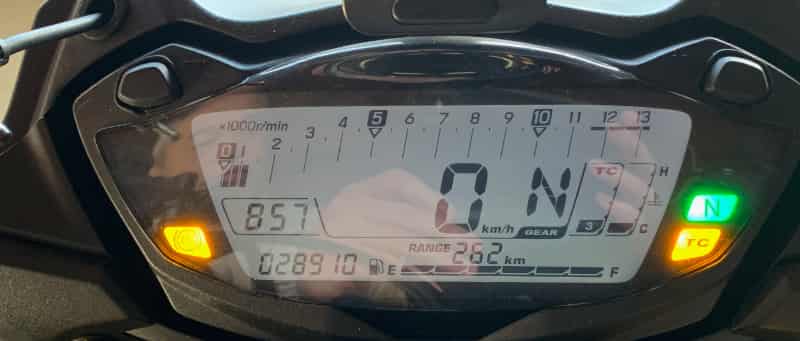 ×1000r/min
0 1 2 3 4 5 6 7 8 9 10 11 12 13
TC H
857 0 km/h N GEAR 3 C
N
TC
RANGE 262 km
028910 E F